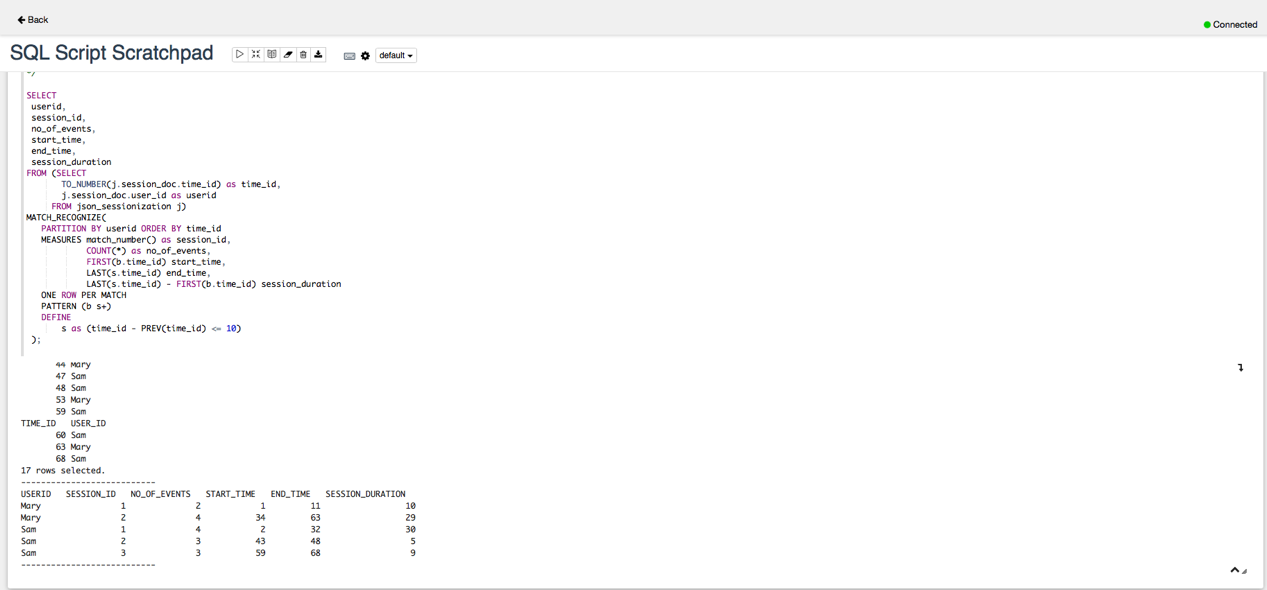 Back
Connected
SQL Script Scratchpad
default
*/
SELECT
userid,
session_id,
no_of_events,
start_time,
end_time,
session_duration
FROM (SELECT
TO_NUMBER(j.session_doc.time_id) as time_id,
j.session_doc.user_id as userid
FROM json_sessionization j)
MATCH_RECOGNIZE(
PARTITION BY userid ORDER BY time_id
MEASURES match_number() as session_id,
COUNT(*) as no_of_events,
FIRST(b.time_id) start_time,
LAST(s.time_id) end_time,
LAST(s.time_id) - FIRST(b.time_id) session_duration
ONE ROW PER MATCH
PATTERN (b s+)
DEFINE
s as (time_id - PREV(time_id) <= 10)
);
44 Mary
47 Sam
48 Sam
53 Mary
59 Sam
TIME_ID USER_ID
60 Sam
63 Mary
68 Sam
17 rows selected.
---------------------------
USERID SESSION_ID NO_OF_EVENTS START_TIME END_TIME SESSION_DURATION
Mary 1 2 1 11 10
Mary 2 4 34 63 29
Sam 1 4 2 32 30
Sam 2 3 43 48 5
Sam 3 3 59 68 9
---------------------------